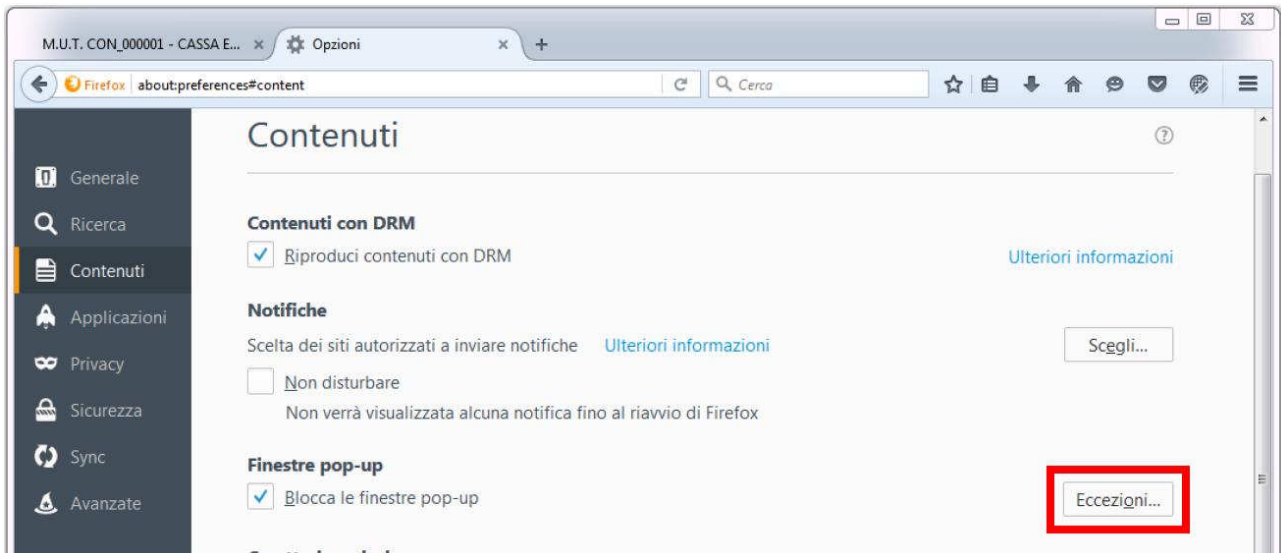 M.U.T. CON_000001 - CASSA E... Opzioni
Firefox about:preferences#content Cerca
Contenuti
Generale
Ricerca
Contenuti
Applicazioni
Privacy
Sicurezza
Sync
Avanzate
Contenuti con DRM
Riproduci contenuti con DRM Ulteriori informazioni
Notifiche
Scelta dei siti autorizzati a inviare notifiche Ulteriori informazioni Scegli...
Non disturbare
Non verrà visualizzata alcuna notifica fino al riavvio di Firefox
Finestre pop-up
Blocca le finestre pop-up Eccezioni...